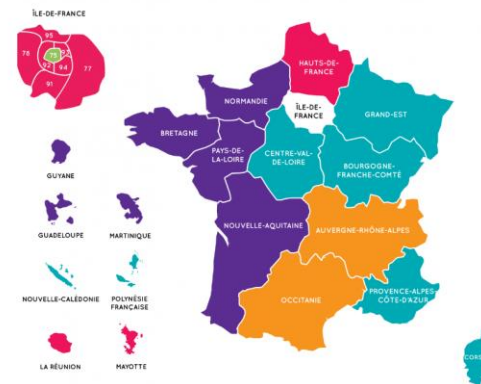 ÎLE-DE-FRANCE
95
78
75
93
92
94
77
91
GUYANE
GUADELOUPE
MARTINIQUE
NOUVELLE-CALÉDONIE
POLYNÉSIE
FRANÇAISE
LA RÉUNION
MAYOTTE
HAUTS-DE-
FRANCE
NORMANDIE
ÎLE-DE-
FRANCE
GRAND-EST
BRETAGNE
PAYS-DE-
LA-LOIRE
CENTRE-VAL-
DE-LOIRE
BOURGOGNE-
FRANCHE-COMTÉ
NOUVELLE-AQUITAINE
AUVERGNE-RHÔNE-ALPES
OCCITANIE
PROVENCE-ALPES
CÔTE-D'AZUR
CORS